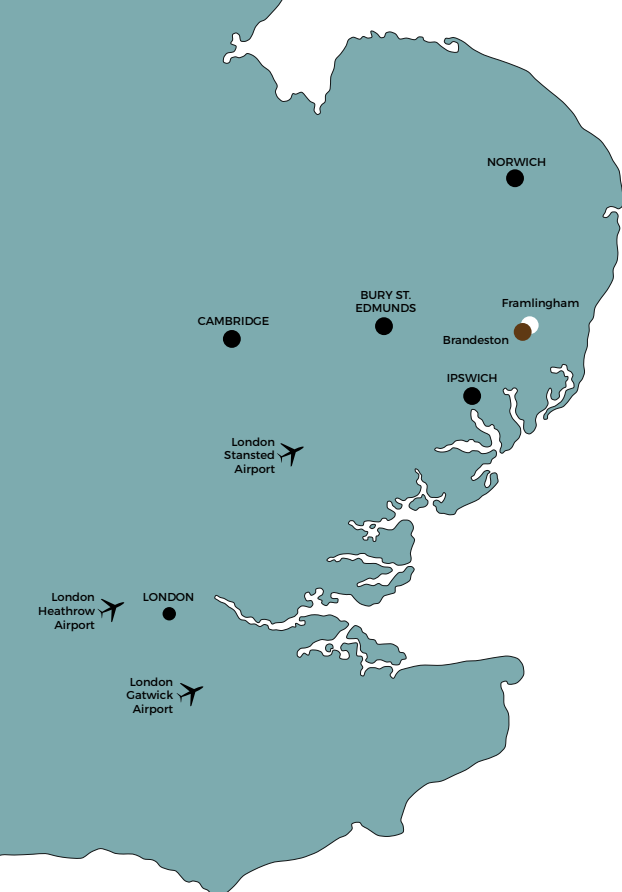 NORWICH
BURY ST.
EDMUNDS
Framlingham
CAMBRIDGE
Brandeston
IPSWICH
London
Stansted
Airport
London
Heathrow
Airport
LONDON
London
Gatwick
Airport